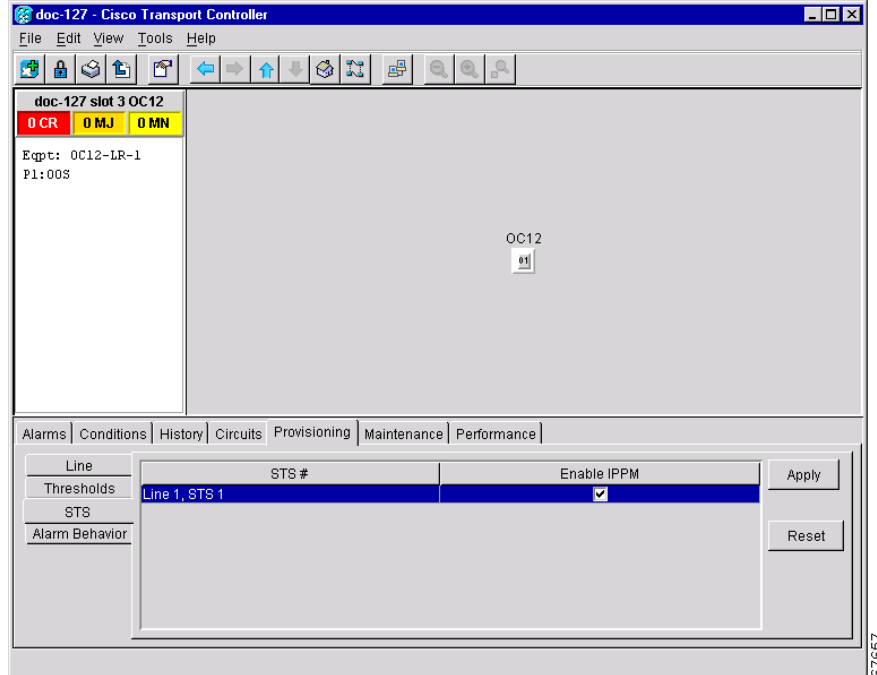 doc-127 - Cisco Transport Controller
File Edit View Tools Help
doc-127 slot 3 OC12
0 CR 0 MJ 0 MN
Eqpt: OC12-LR-1
P1:OOS
OC12
01
Alarms Conditions History Circuits Provisioning Maintenance Performance
Line
Thresholds
STS
Alarm Behavior
STS # Enable IPPM
Line 1, STS 1
Apply
Reset